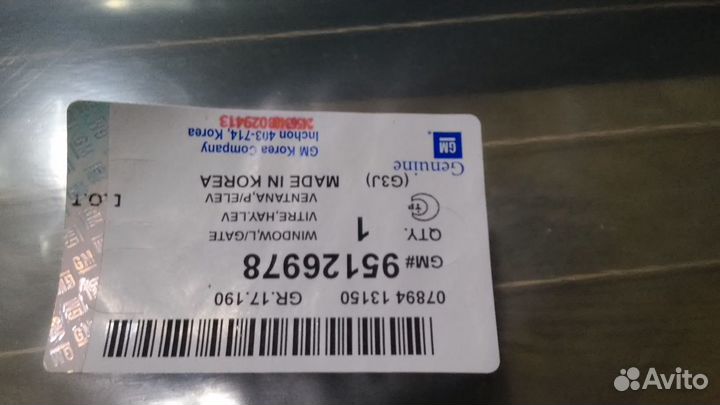 07894 13150 GR.17.190
GM# 95126978
QTY. 1
WINDOW,L/GATE
VITRE,HAY,LEV
VENTANA,P/ELEV
(G3J) MADE IN KOREA
Genuine
GM
GM Korea Company
Inchon 403-714, Korea
Avito